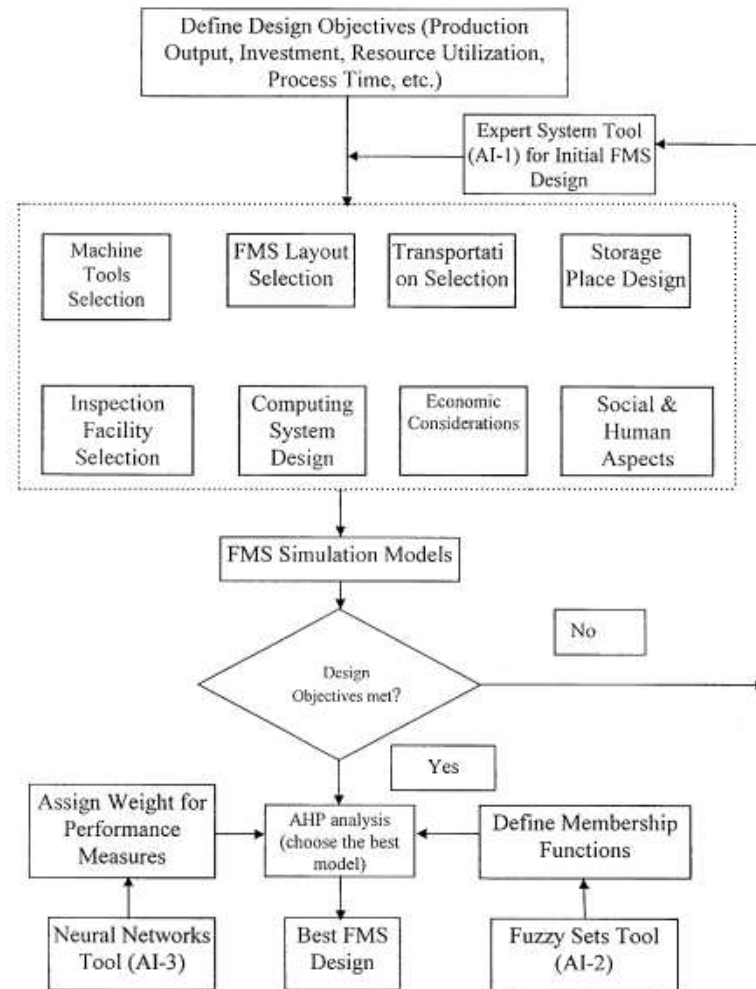 Define Design Objectives (Production
Output, Investment, Resource Utilization,
Process Time, etc.)
Expert System Tool
(AI-1) for Initial FMS
Design
Machine
Tools
Selection
FMS Layout
Selection
Transportati
on Selection
Storage
Place Design
Inspection
Facility
Selection
Computing
System
Design
Economic
Considerations
Social &
Human
Aspects
FMS Simulation Models
No
Design
Objectives met?
Yes
Assign Weight for
Performance
Measures
AHP analysis
(choose the best
model)
Define Membership
Functions
Neural Networks
Tool (AI-3)
Best FMS
Design
Fuzzy Sets Tool
(AI-2)